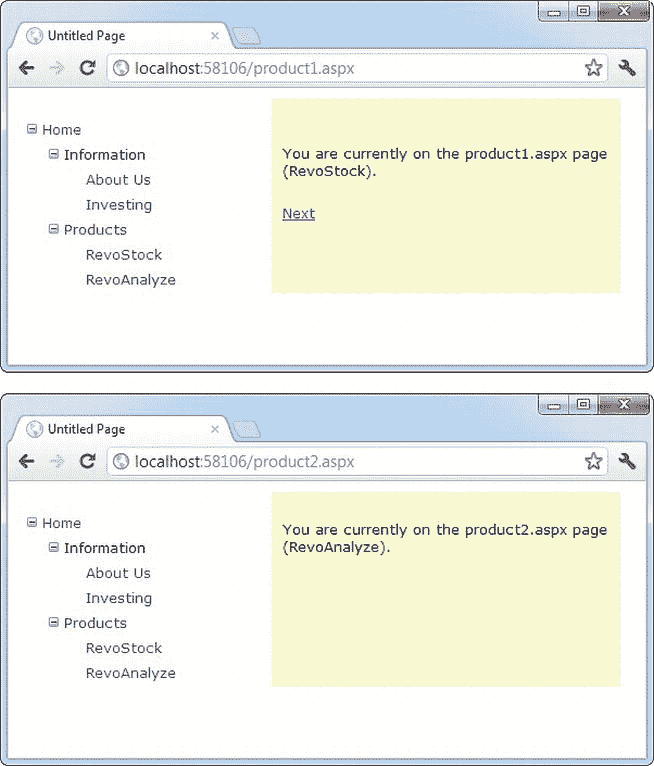 Untitled Page
localhost:58106/product1.aspx
Home
Information
About Us
Investing
Products
RevoStock
RevoAnalyze
You are currently on the product1.aspx page
(RevoStock).
Next
Untitled Page
localhost:58106/product2.aspx
Home
Information
About Us
Investing
Products
RevoStock
RevoAnalyze
You are currently on the product2.aspx page
(RevoAnalyze).